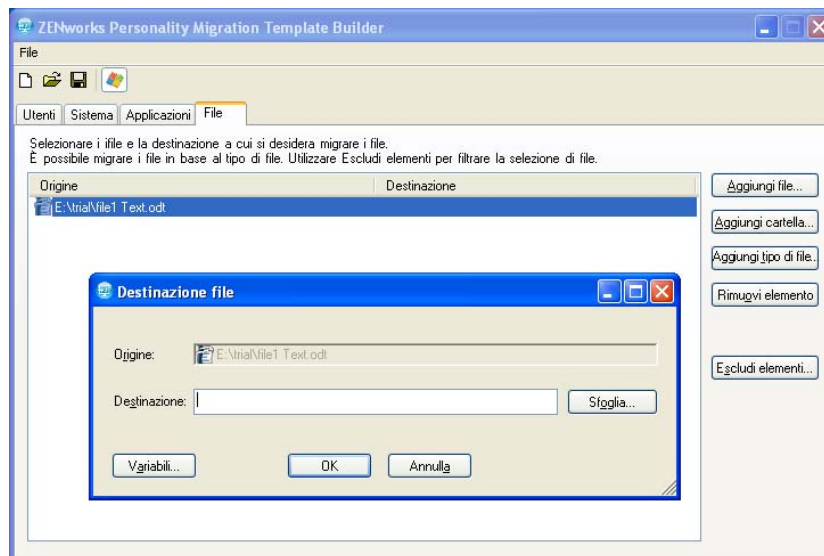 ZENworks Personality Migration Template Builder
File
Utenti Sistema Applicazioni File
Selezionare i ifile e la destinazione a cui si desidera migrare i file.
È possibile migrare i file in base al tipo di file. Utilizzare Escludi elementi per filtrare la selezione di file.
Origine Destinazione
E:\trial\file1 Text.odt
Aggiungi file...
Aggiungi cartella...
Aggiungi tipo di file..
Rimuovi elemento
Escludi elementi...
Destinazione file
Origine: E:\trial\file1 Text.odt
Destinazione: Sfoglia...
Variabili... OK Annulla